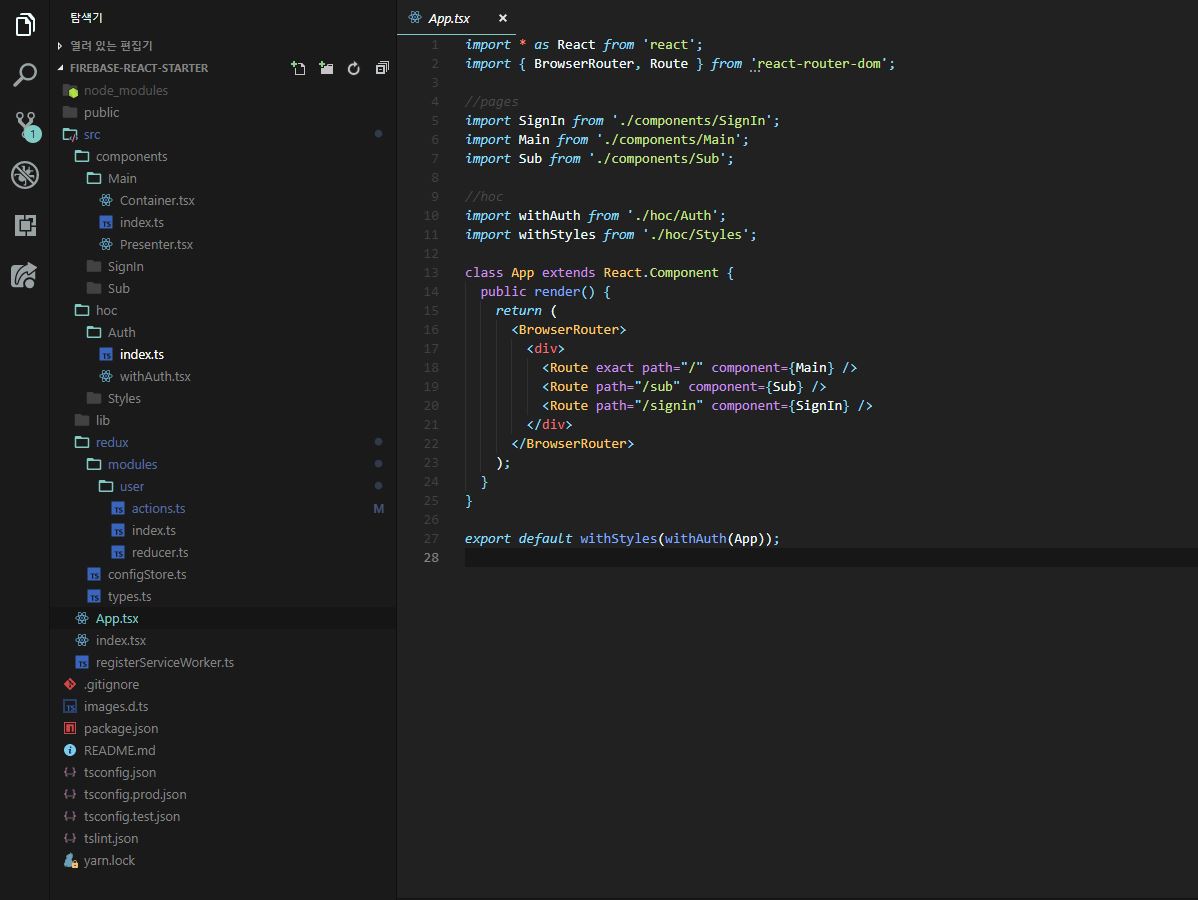 탐색기
열려 있는 편집기
FIREBASE-REACT-STARTER
node_modules
public
src
components
Main
Container.tsx
index.ts
Presenter.tsx
SignIn
Sub
hoc
Auth
index.ts
withAuth.tsx
Styles
lib
redux
modules
user
actions.ts M
index.ts
reducer.ts
configStore.ts
types.ts
App.tsx
index.tsx
registerServiceWorker.ts
.gitignore
images.d.ts
package.json
README.md
tsconfig.json
tsconfig.prod.json
tsconfig.test.json
tslint.json
yarn.lock
1
App.tsx ×
1 import * as React from 'react';
2 import { BrowserRouter, Route } from 'react-router-dom';
3
4 //pages
5 import SignIn from './components/SignIn';
6 import Main from './components/Main';
7 import Sub from './components/Sub';
8
9 //hoc
10 import withAuth from './hoc/Auth';
11 import withStyles from './hoc/Styles';
12
13 class App extends React.Component {
14 public render() {
15 return (
16 <BrowserRouter>
17 <div>
18 <Route exact path="/" component={Main} />
19 <Route path="/sub" component={Sub} />
20 <Route path="/signin" component={SignIn} />
21 </div>
22 </BrowserRouter>
23 );
24 }
25 }
26
27 export default withStyles(withAuth(App));
28